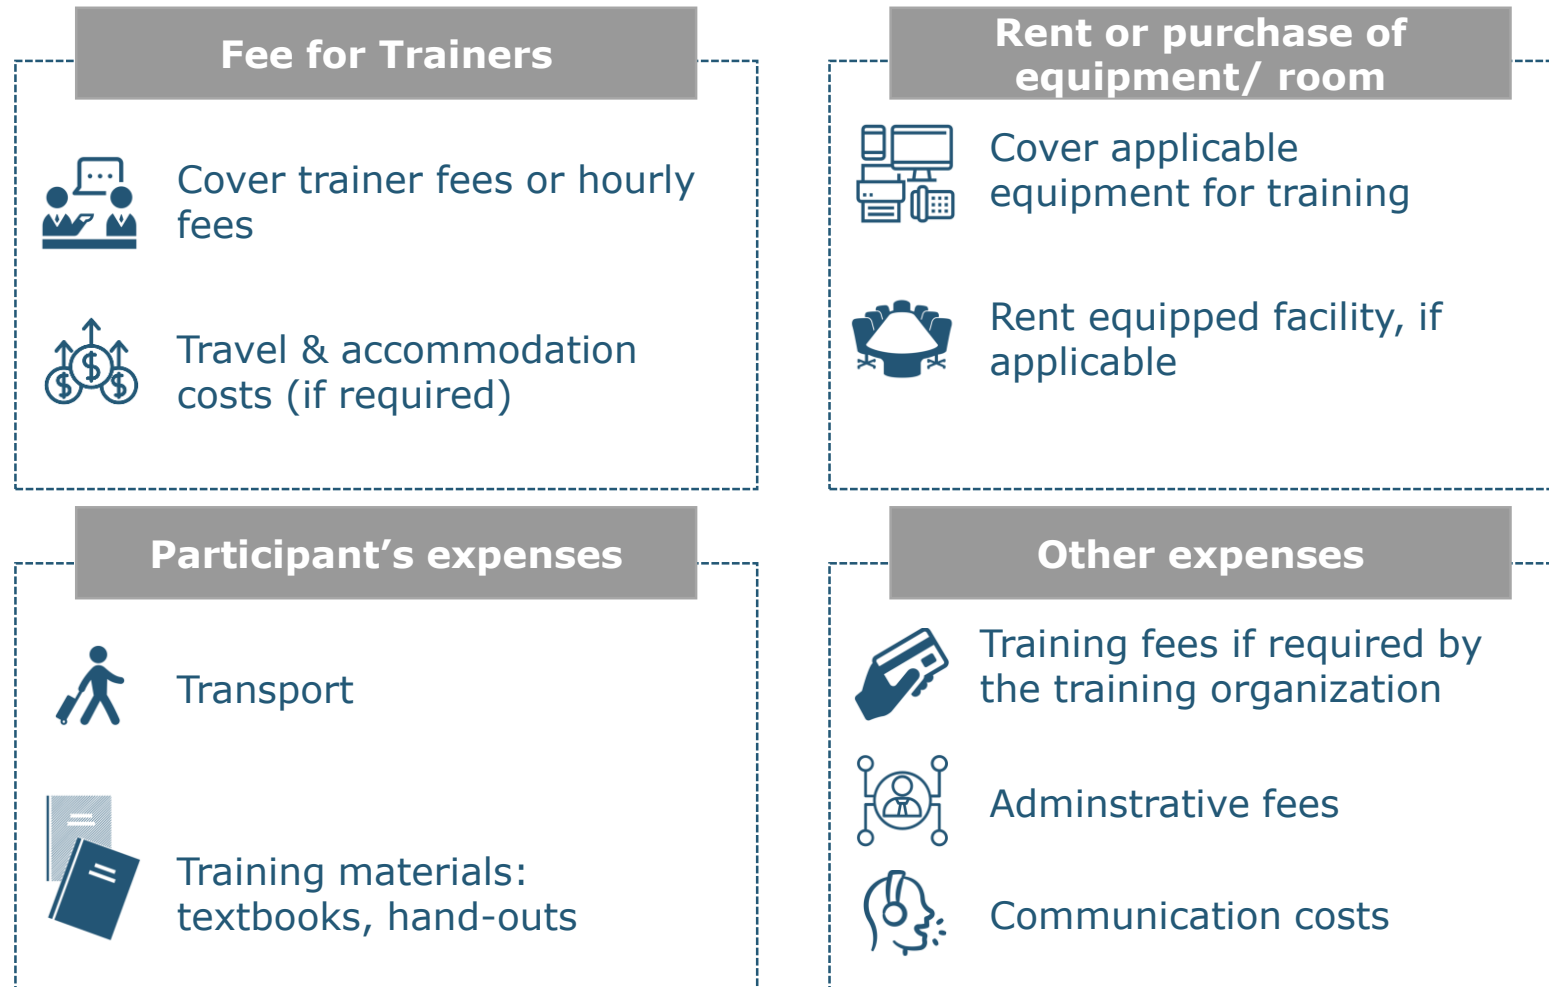 Fee for Trainers
Cover trainer fees or hourly
fees
Travel & accommodation
costs (if required)
Rent or purchase of
equipment/ room
Cover applicable
equipment for training
Rent equipped facility, if
applicable
Participant’s expenses
Transport
Training materials:
textbooks, hand-outs
Other expenses
Training fees if required by
the training organization
Adminstrative fees
Communication costs